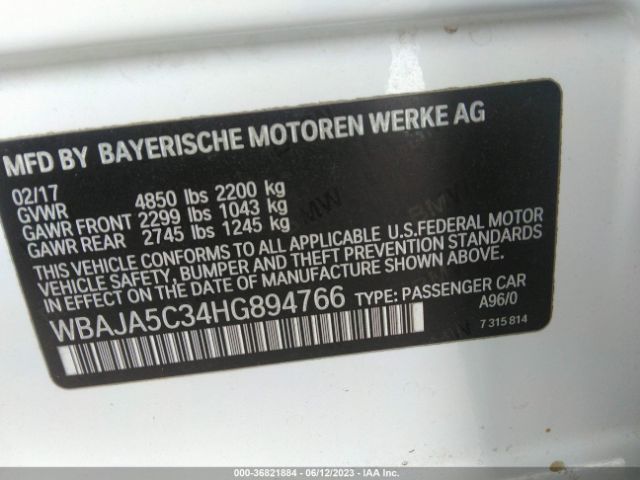 MFD BY BAYERISCHE MOTOREN WERKE AG
02/17
GVWR 4850 lbs 2200 kg
GAWR FRONT 2299 lbs 1043 kg
GAWR REAR 2745 lbs 1245 kg
THIS VEHICLE CONFORMS TO ALL APPLICABLE U.S.FEDERAL MOTOR
VEHICLE SAFETY, BUMPER AND THEFT PREVENTION STANDARDS
IN EFFECT ON THE DATE OF MANUFACTURE SHOWN ABOVE.
WBAJA5C34HG894766 TYPE: PASSENGER CAR
A96/0
7 315 814
000-36821884 - 06/12/2023 - IAA Inc.